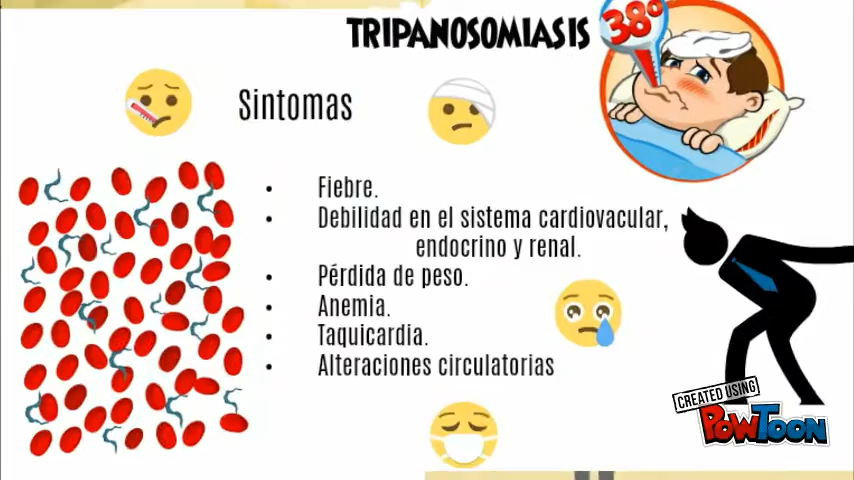 TRIPANOSOMIASIS
38º
Sintomas
• Fiebre.
• Debilidad en el sistema cardiovacular,
endocrino y renal.
• Pérdida de peso.
• Anemia.
• Taquicardia.
• Alteraciones circulatorias
CREATED USING
POWTOON